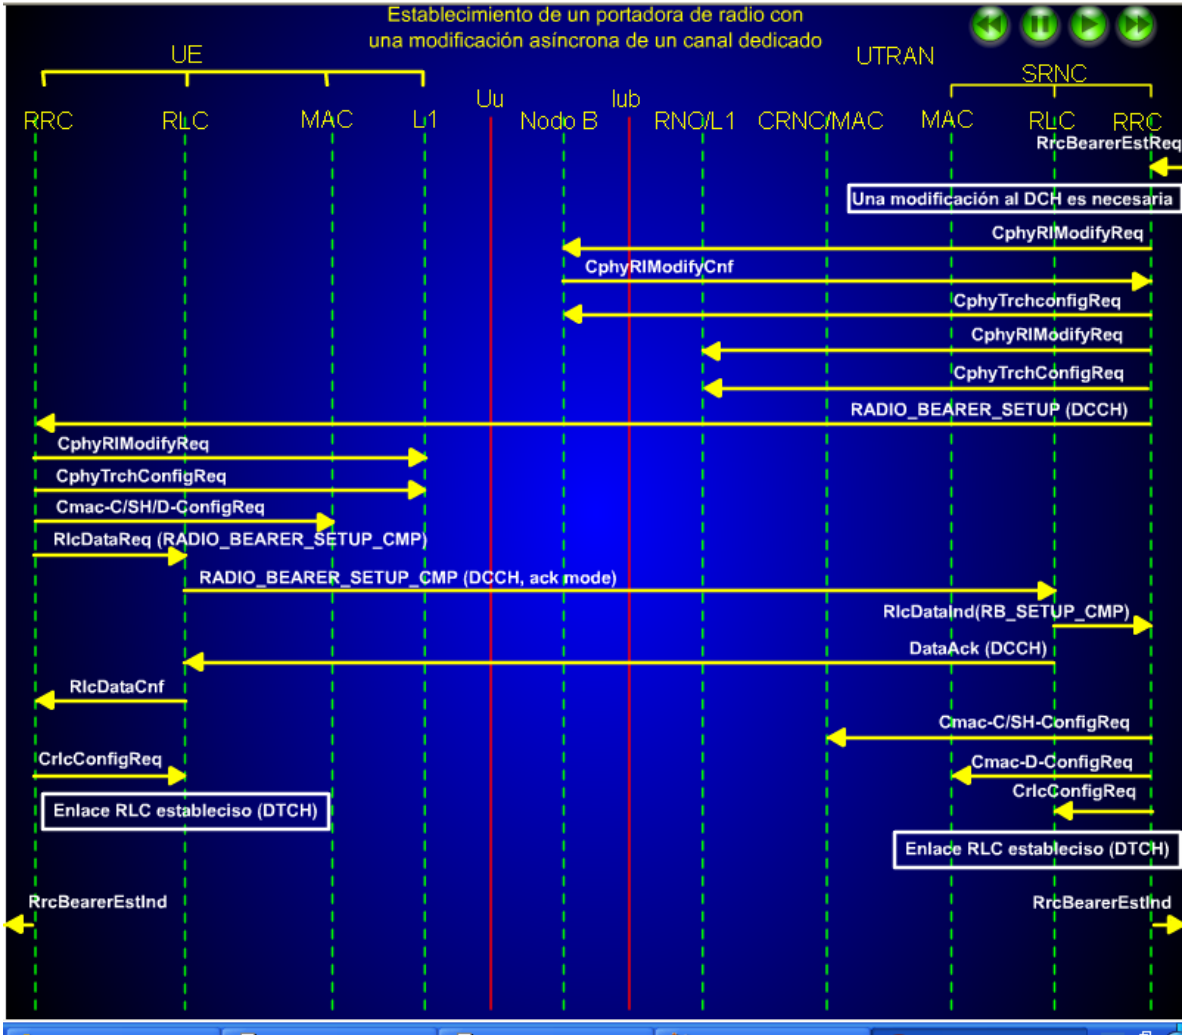 Establecimiento de un portadora de radio con
una modificación asíncrona de un canal dedicado
UE
UTRAN
SRNC
Uu
Iub
RRC RLC MAC L1 Nodo B RNC/L1 CRNC/MAC MAC RLC RRC
RrcBearerEstReq
Una modificación al DCH es necesaria
CphyRlModifyReq
CphyRlModifyCnf
CphyTrchconfigReq
CphyRlModifyReq
CphyTrchConfigReq
RADIO_BEARER_SETUP (DCCH)
CphyRlModifyReq
CphyTrchConfigReq
Cmac-C/SH/D-ConfigReq
RlcDataReq (RADIO_BEARER_SETUP_CMP)
RADIO_BEARER_SETUP_CMP (DCCH, ack mode)
RlcDataInd(RB_SETUP_CMP)
DataAck (DCCH)
RlcDataCnf
Cmac-C/SH-ConfigReq
CrlcConfigReq
Cmac-D-ConfigReq
CrlcConfigReq
Enlace RLC estableciso (DTCH)
Enlace RLC estableciso (DTCH)
RrcBearerEstInd
RrcBearerEstInd